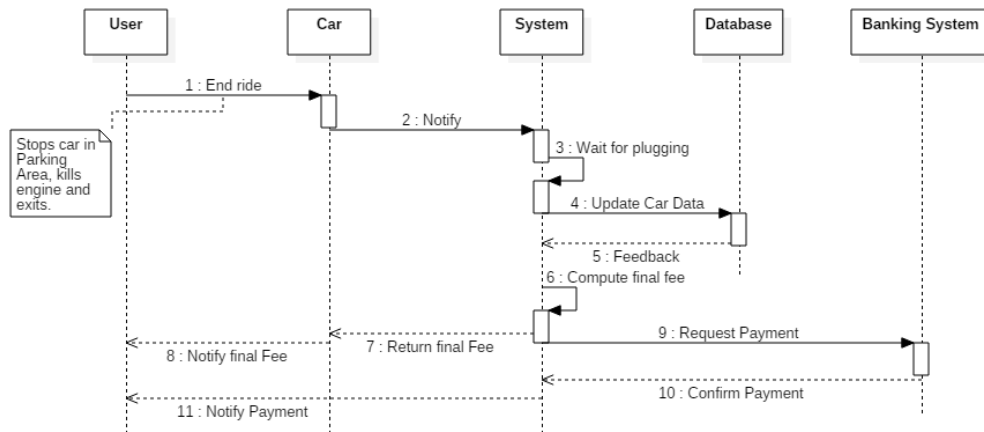 User
Car
System
Database
Banking System
1 : End ride
2 : Notify
Stops car in
Parking
Area, kills
engine and
exits.
3 : Wait for plugging
4 : Update Car Data
5 : Feedback
6 : Compute final fee
7 : Return final Fee
8 : Notify final Fee
9 : Request Payment
10 : Confirm Payment
11 : Notify Payment